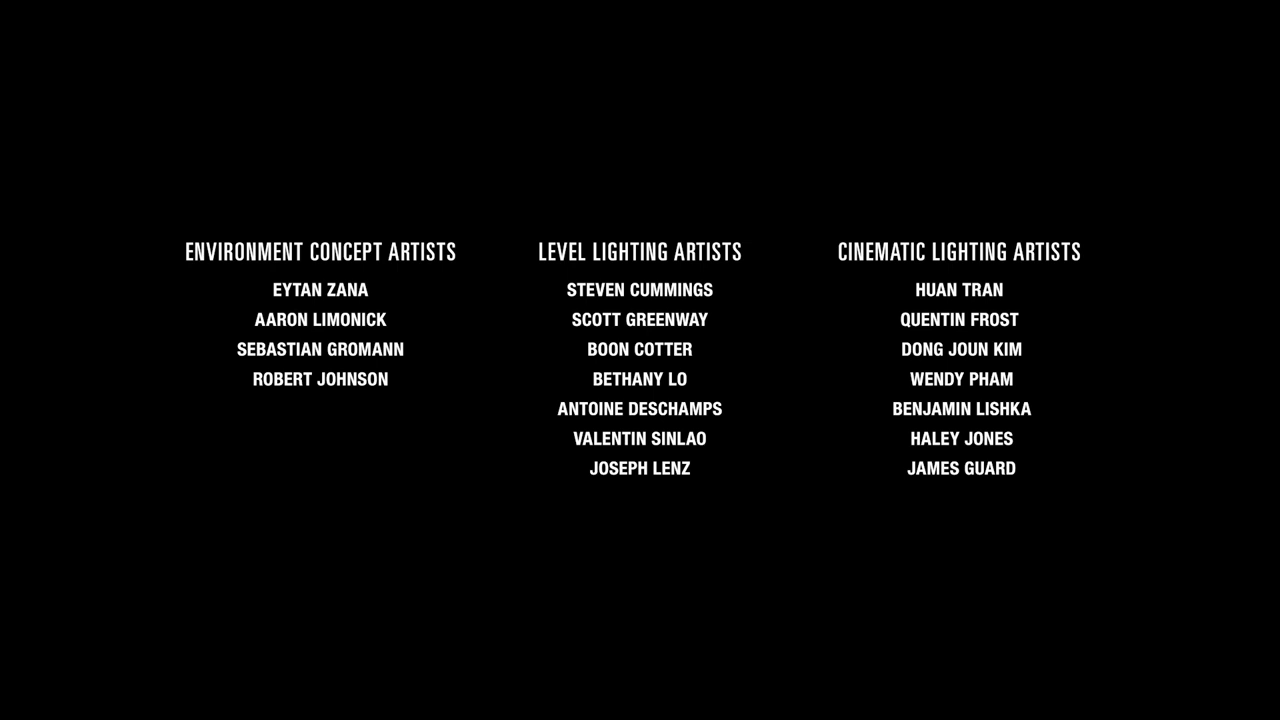 ENVIRONMENT CONCEPT ARTISTS
EYTAN ZANA
AARON LIMONICK
SEBASTIAN GROMANN
ROBERT JOHNSON
LEVEL LIGHTING ARTISTS
STEVEN CUMMINGS
SCOTT GREENWAY
BOON COTTER
BETHANY LO
ANTOINE DESCHAMPS
VALENTIN SINLAO
JOSEPH LENZ
CINEMATIC LIGHTING ARTISTS
HUAN TRAN
QUENTIN FROST
DONG JOUN KIM
WENDY PHAM
BENJAMIN LISHKA
HALEY JONES
JAMES GUARD